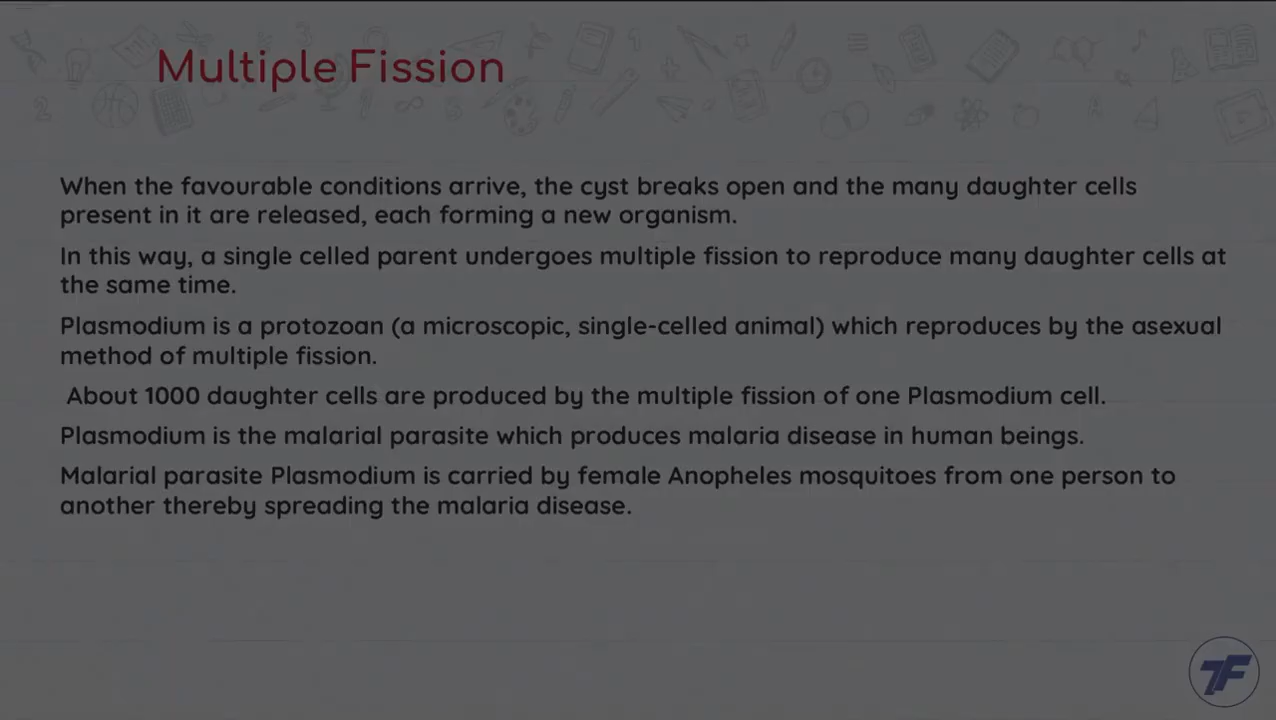 Multiple Fission
When the favourable conditions arrive, the cyst breaks open and the many daughter cells
present in it are released, each forming a new organism.
In this way, a single celled parent undergoes multiple fission to reproduce many daughter cells at
the same time.
Plasmodium is a protozoan (a microscopic, single-celled animal) which reproduces by the asexual
method of multiple fission.
About 1000 daughter cells are produced by the multiple fission of one Plasmodium cell.
Plasmodium is the malarial parasite which produces malaria disease in human beings.
Malarial parasite Plasmodium is carried by female Anopheles mosquitoes from one person to
another thereby spreading the malaria disease.
TF